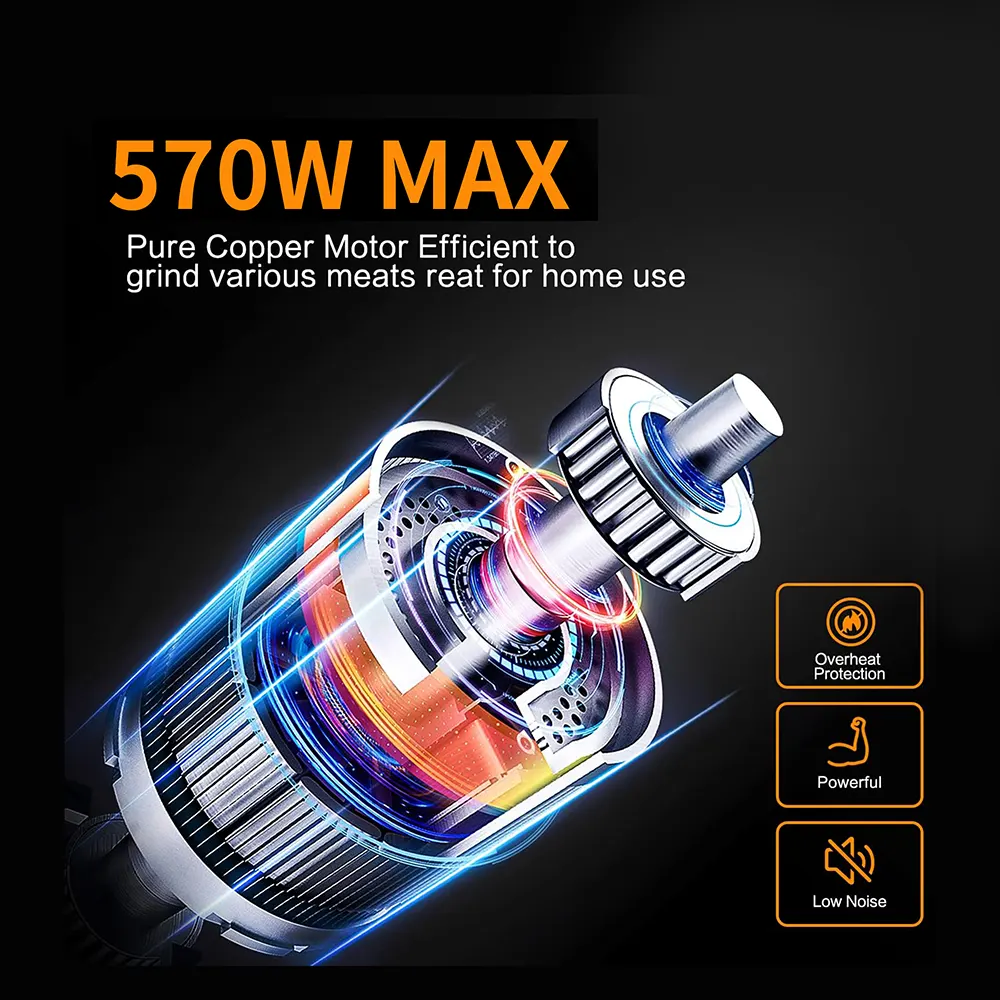 570W MAX
Pure Copper Motor Efficient to
grind various meats reat for home use
Overheat
Protection
Powerful
Low Noise